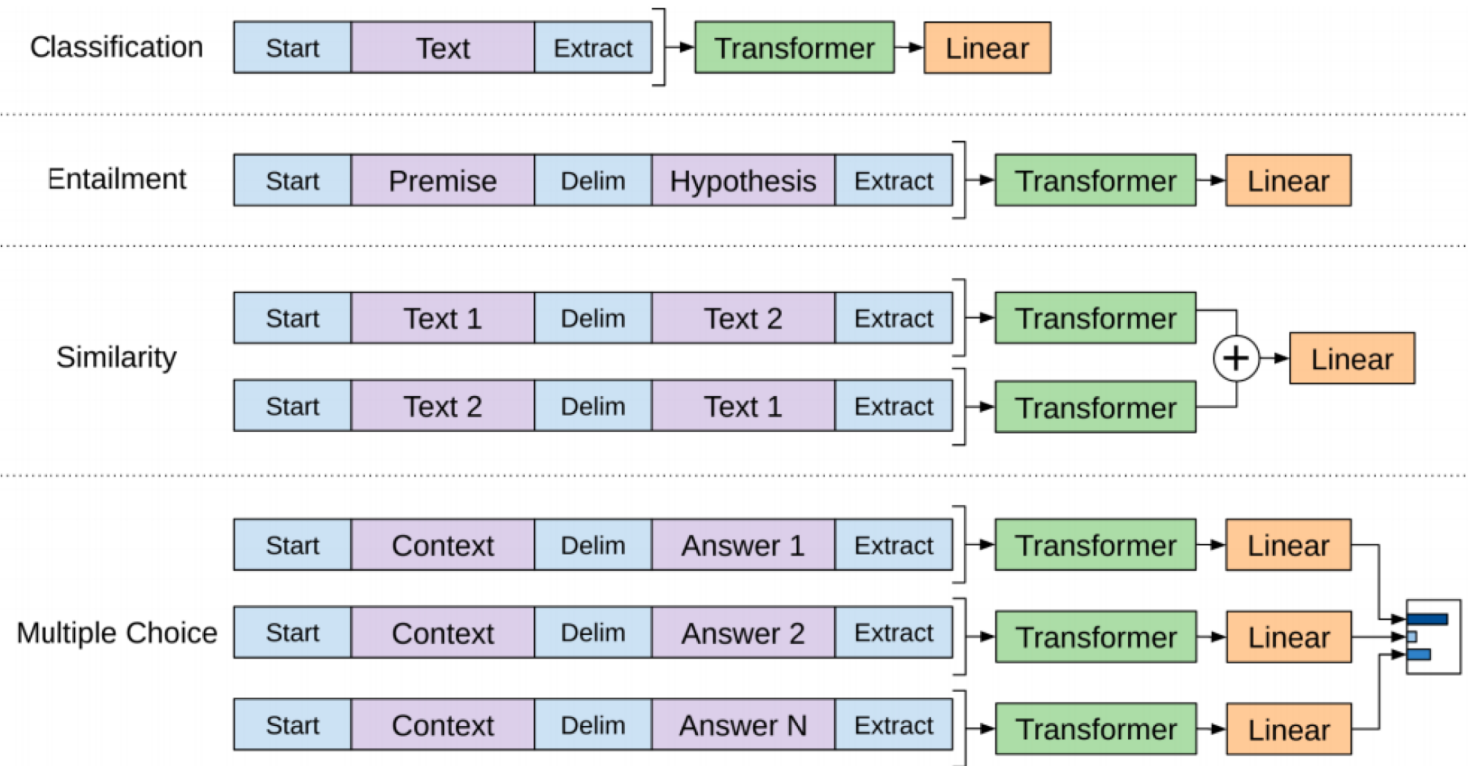 Classification Start Text Extract Transformer Linear
Entailment Start Premise Delim Hypothesis Extract Transformer Linear
Start Text 1 Delim Text 2 Extract Transformer
Similarity + Linear
Start Text 2 Delim Text 1 Extract Transformer
Start Context Delim Answer 1 Extract Transformer Linear
Multiple Choice Start Context Delim Answer 2 Extract Transformer Linear
Start Context Delim Answer N Extract Transformer Linear